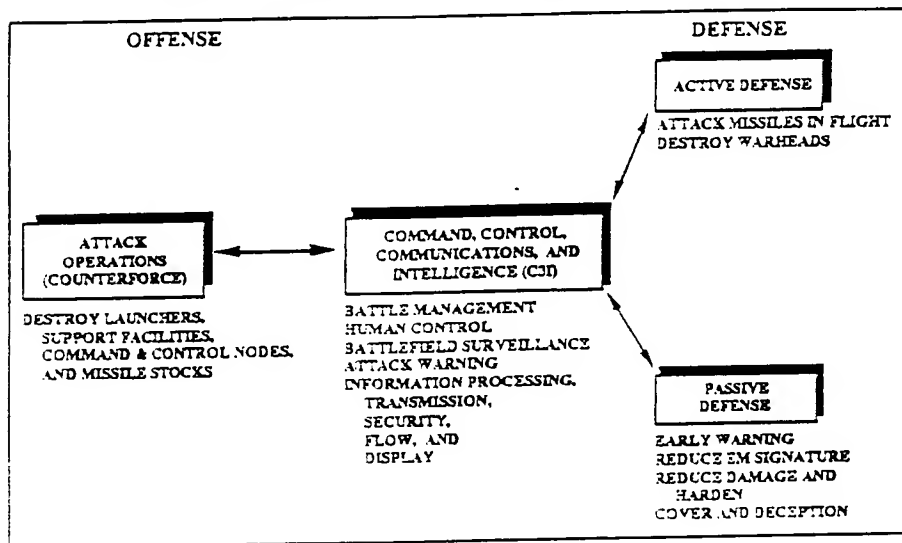 OFFENSE
DEFENSE
ACTIVE DEFENSE
ATTACK MISSILES IN FLIGHT
DESTROY WARHEADS
ATTACK
OPERATIONS
(COUNTERFORCE)
DESTROY LAUNCHERS,
SUPPORT FACILITIES,
COMMAND & CONTROL NODES,
AND MISSILE STOCKS
COMMAND, CONTROL,
COMMUNICATIONS, AND
INTELLIGENCE (C3I)
BATTLE MANAGEMENT
HUMAN CONTROL
BATTLEFIELD SURVEILLANCE
ATTACK WARNING
INFORMATION PROCESSING,
TRANSMISSION,
SECURITY,
FLOW, AND
DISPLAY
PASSIVE
DEFENSE
EARLY WARNING
REDUCE EM SIGNATURE
REDUCE DAMAGE AND
HARDEN
COVER AND DECEPTION